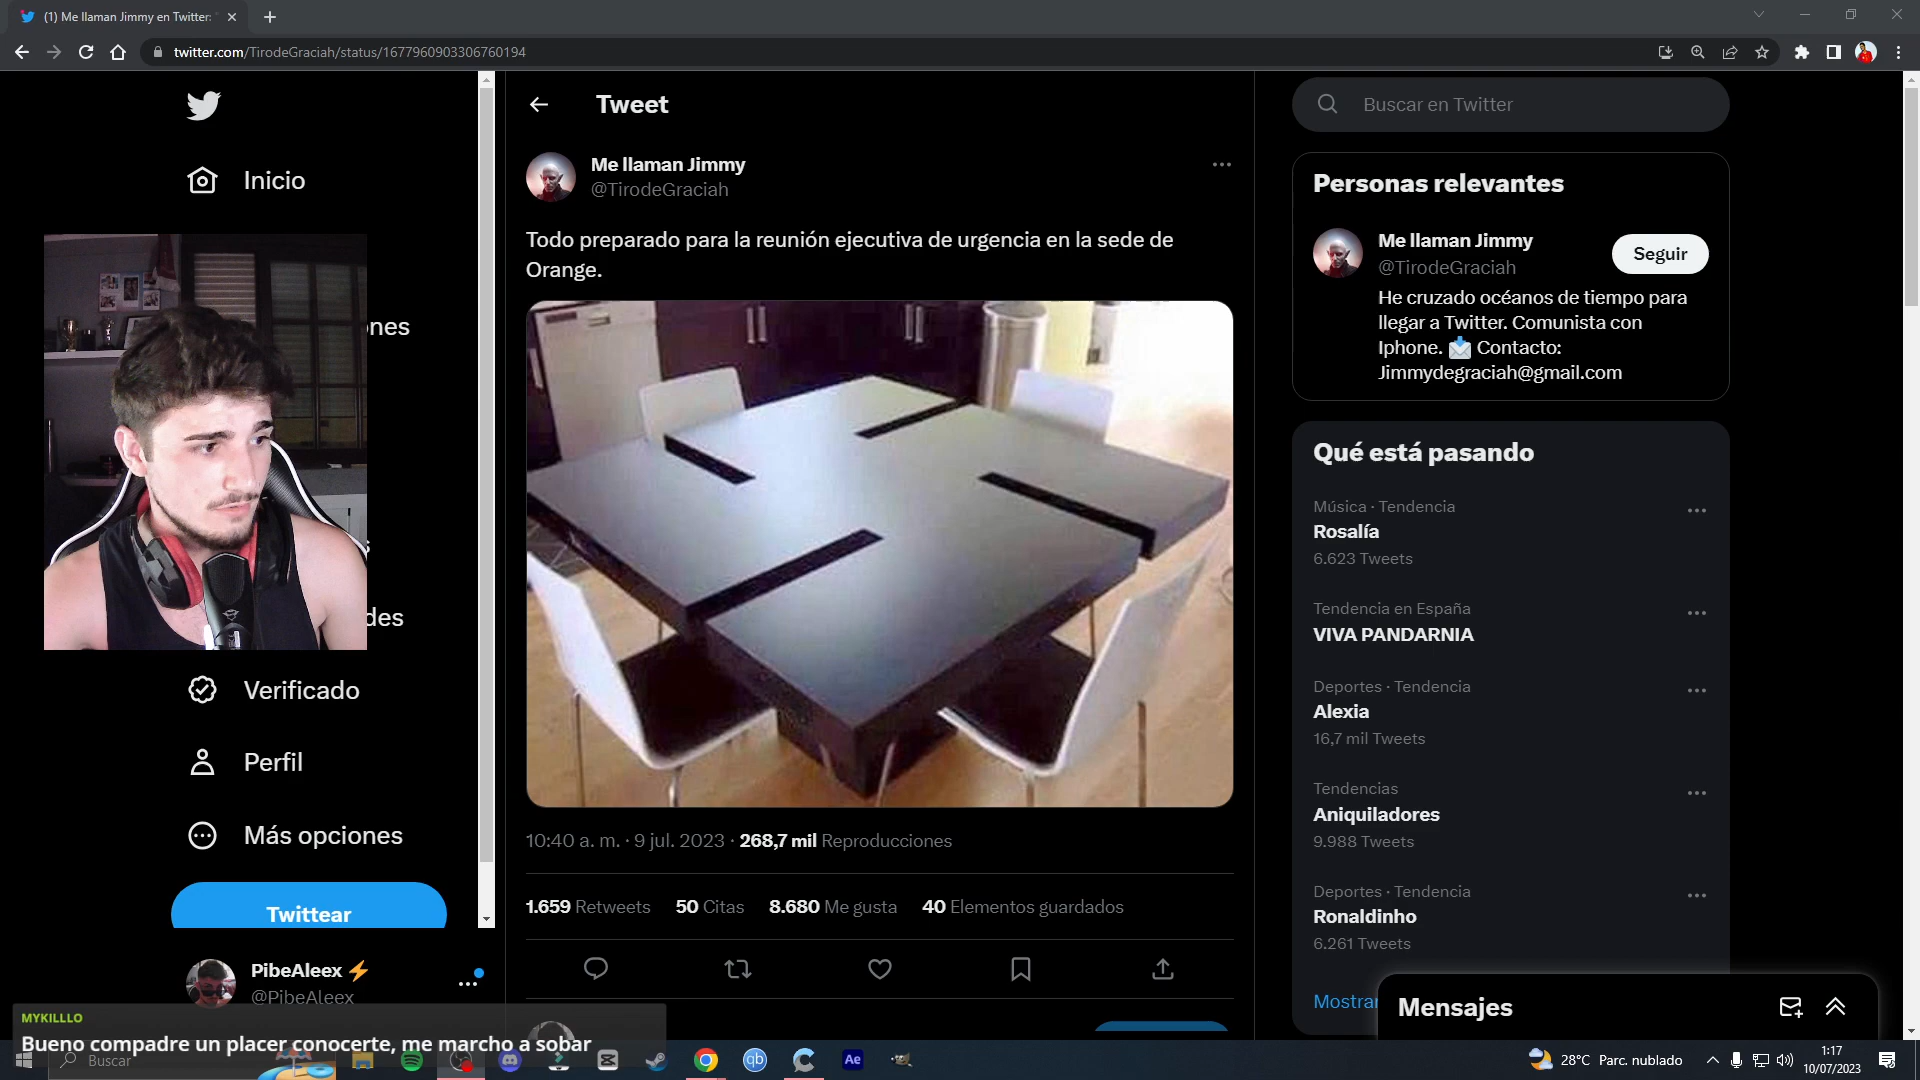 (1) Me llaman Jimmy en Twitter:
twitter.com/TirodeGraciah/status/1677960903306760194
Inicio
nes
s
des
Verificado
Perfil
Más opciones
Twittear
PibeAleex ⚡
@PibeAleex
Tweet
Me llaman Jimmy
@TirodeGraciah
Todo preparado para la reunión ejecutiva de urgencia en la sede de
Orange.
10:40 a. m. · 9 jul. 2023 · 268,7 mil Reproducciones
1.659 Retweets 50 Citas 8.680 Me gusta 40 Elementos guardados
Buscar en Twitter
Personas relevantes
Me llaman Jimmy
@TirodeGraciah
Seguir
He cruzado océanos de tiempo para
llegar a Twitter. Comunista con
Iphone. 📩 Contacto:
Jimmydegraciah@gmail.com
Qué está pasando
Música · Tendencia
Rosalía
6.623 Tweets
Tendencia en España
VIVA PANDARNIA
Deportes · Tendencia
Alexia
16,7 mil Tweets
Tendencias
Aniquiladores
9.988 Tweets
Deportes · Tendencia
Ronaldinho
6.261 Tweets
Mostrar
Mensajes
MYKILLLO
Bueno compadre un placer conocerte, me marcho a sobar
Buscar
qb
Ae
28°C Parc. nublado
1:17
10/07/2023